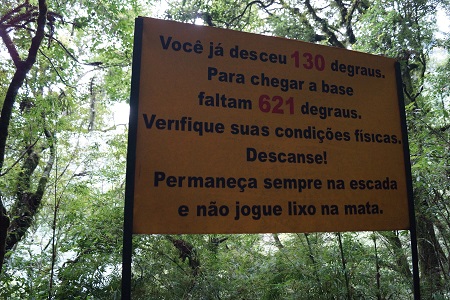 Você já desceu 130 degraus.
Para chegar a base
faltam 621 degraus.
Verifique suas condições físicas.
Descanse!
Permaneça sempre na escada
e não jogue lixo na mata.